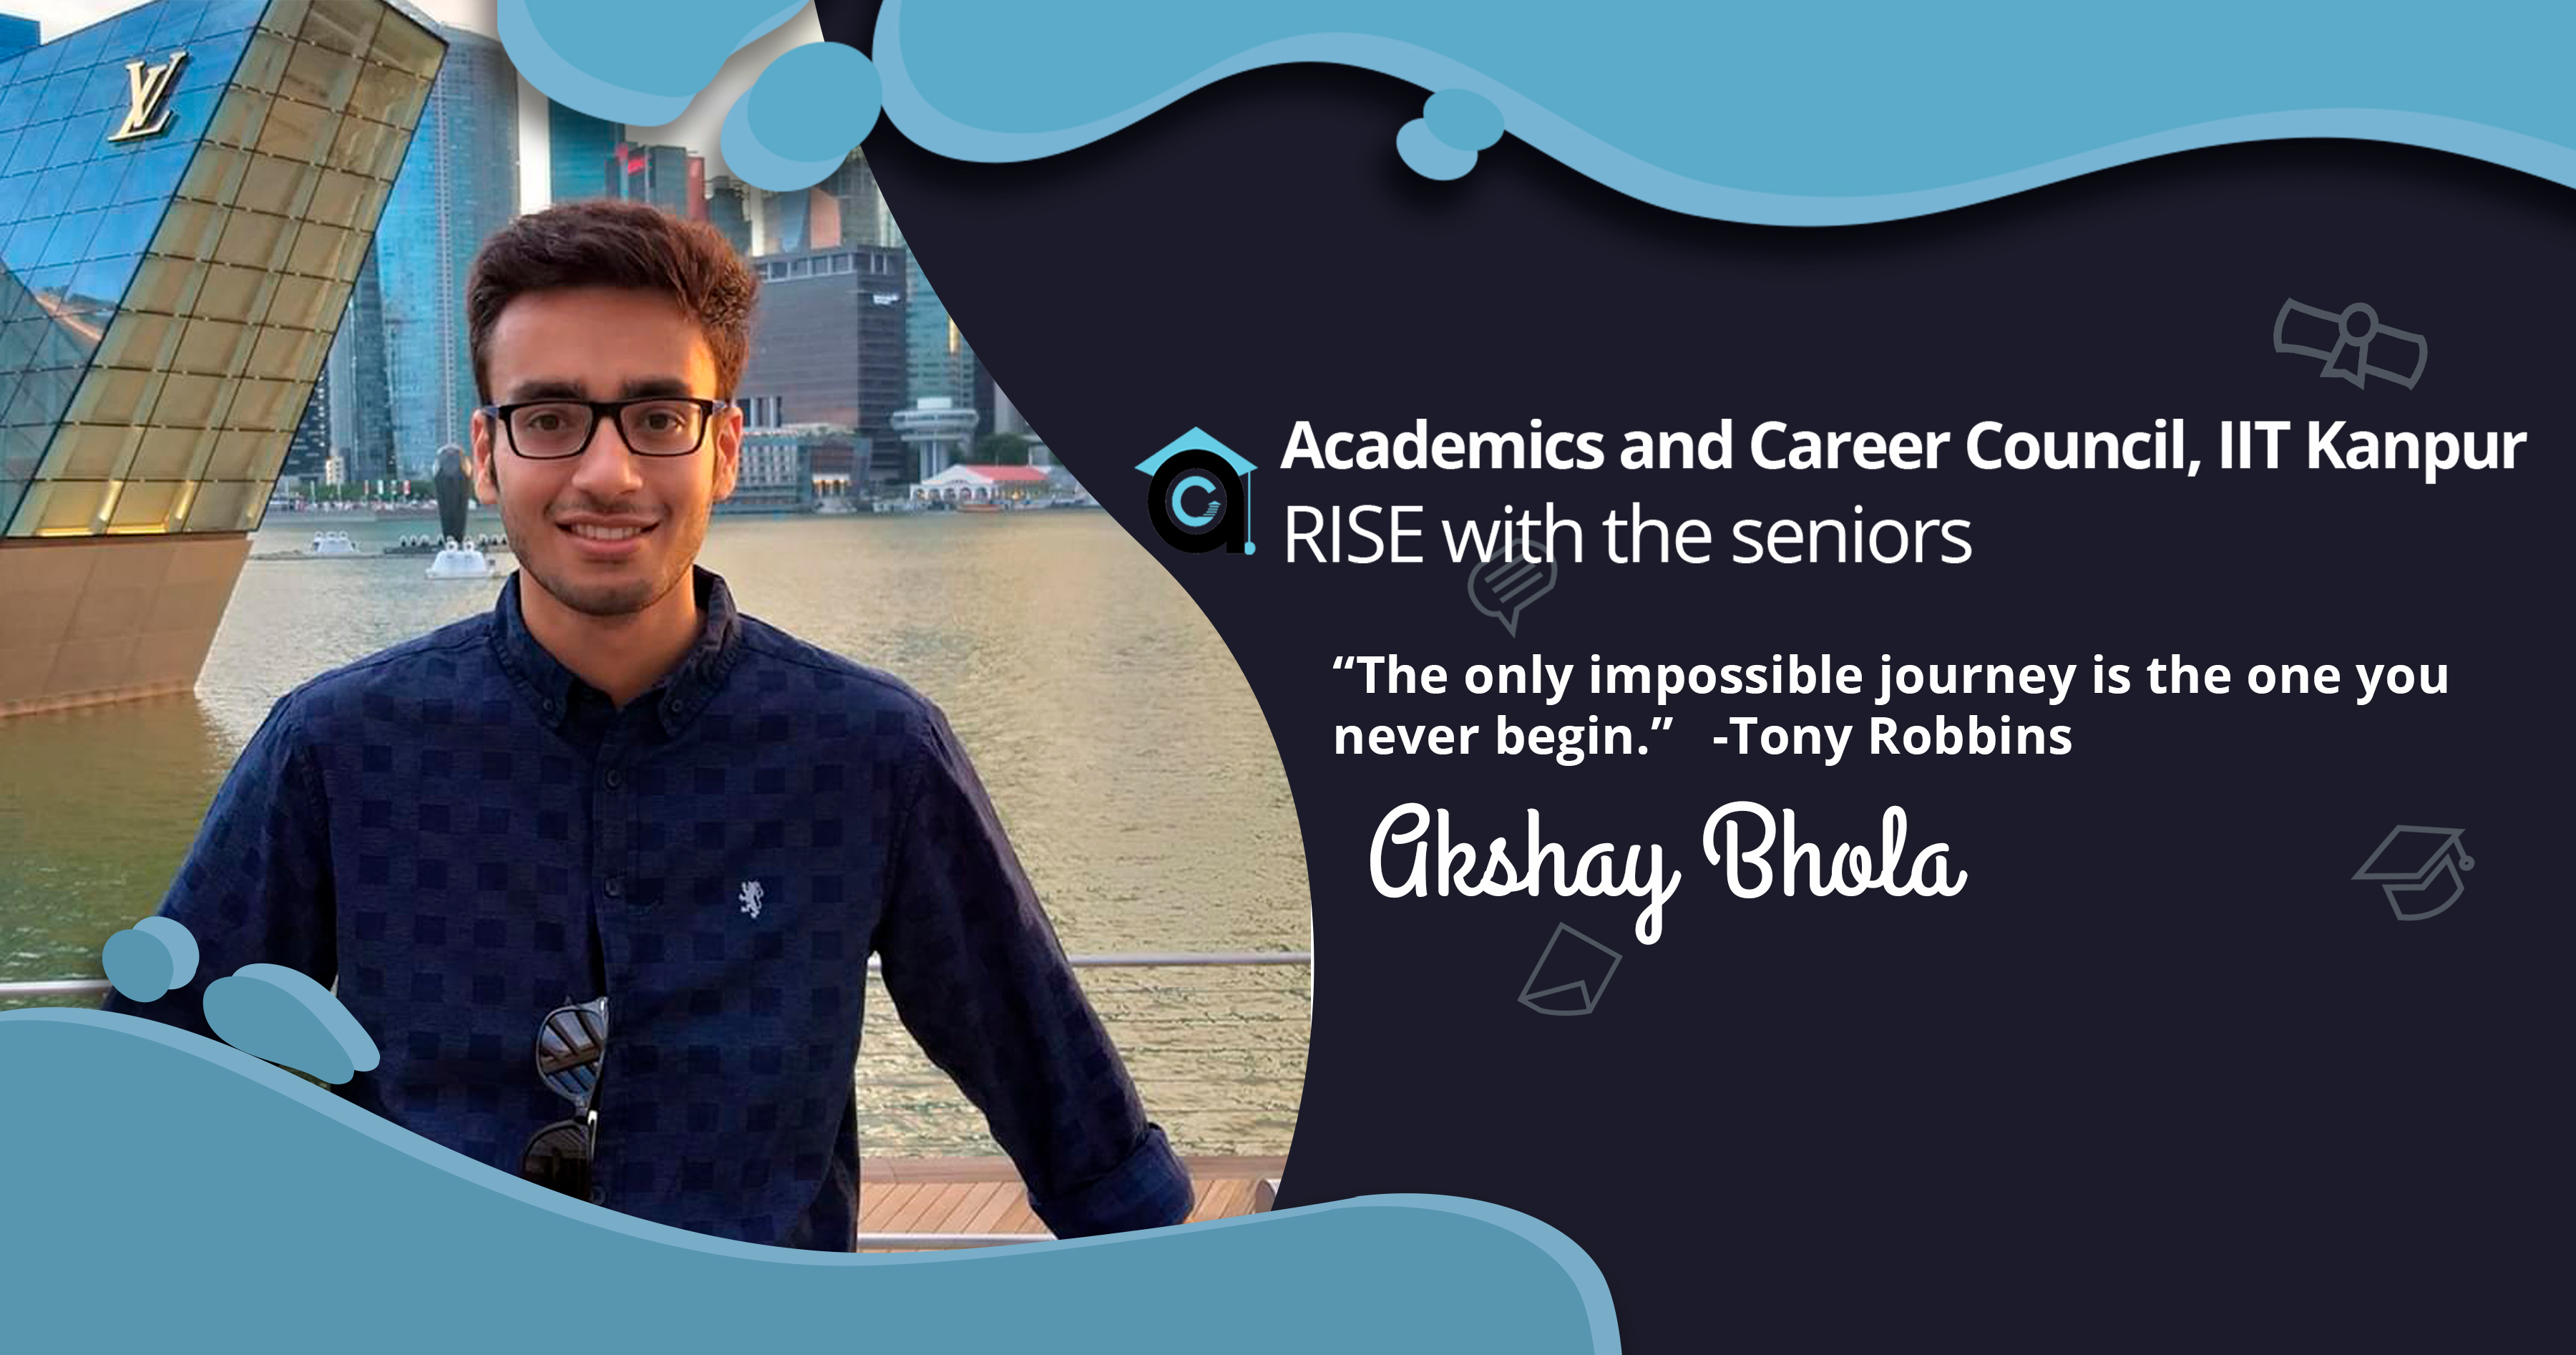 LV
Academics and Career Council, IIT Kanpur
RISE with the seniors
“The only impossible journey is the one you
never begin.” -Tony Robbins
Akshay Bhola